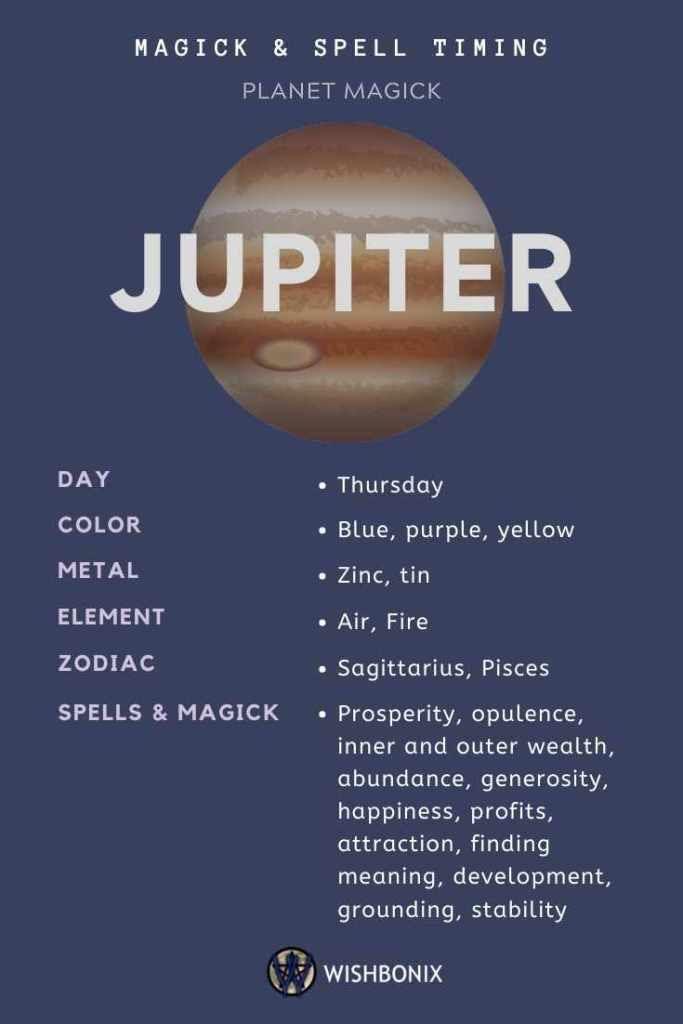 MAGICK & SPELL TIMING
PLANET MAGICK
JUPITER
DAY
• Thursday
COLOR
• Blue, purple, yellow
METAL
• Zinc, tin
ELEMENT
• Air, Fire
ZODIAC
• Sagittarius, Pisces
SPELLS & MAGICK
• Prosperity, opulence,
inner and outer wealth,
abundance, generosity,
happiness, profits,
attraction, finding
meaning, development,
grounding, stability
WISHBONIX